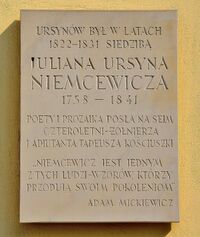 URSYNÓW BYŁ W LATACH
1822–1831 SIEDZIBĄ
JULIANA URSYNA
NIEMCEWICZA
1758 – 1841
POETY I PROZAIKA POSŁA NA SEJM
CZTEROLETNI–ŻOŁNIERZA
I ADIUTANTA TADEUSZA KOŚCIUSZKI
„NIEMCEWICZ JEST JEDNYM
Z TYCH LUDZI–WZORÓW, KTÓRZY
PRZODUJĄ SWOIM POKOLENIOM"
ADAM MICKIEWICZ